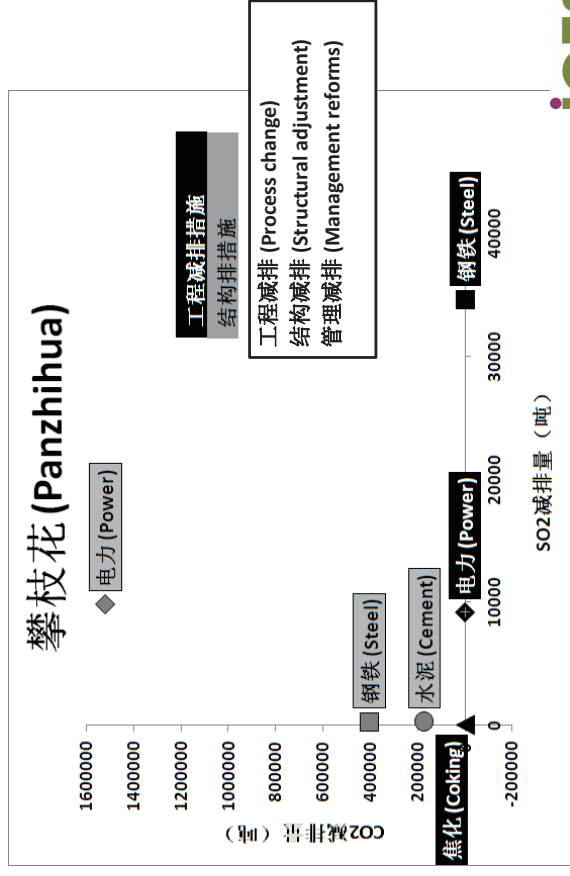 攀枝花(Panzhihua)
工程减排措施
结构排措施
工程减排 (Process change)
结构减排 (Structural adjustment)
管理减排 (Management reforms)
CO2减排量（吨）
1600000
1400000
1200000
1000000
800000
600000
400000
200000
0
-200000
电力 (Power)
钢铁 (Steel)
水泥 (Cement)
焦化 (Coking)
电力 (Power)
钢铁 (Steel)
0
10000
20000
30000
40000
SO2减排量（吨）